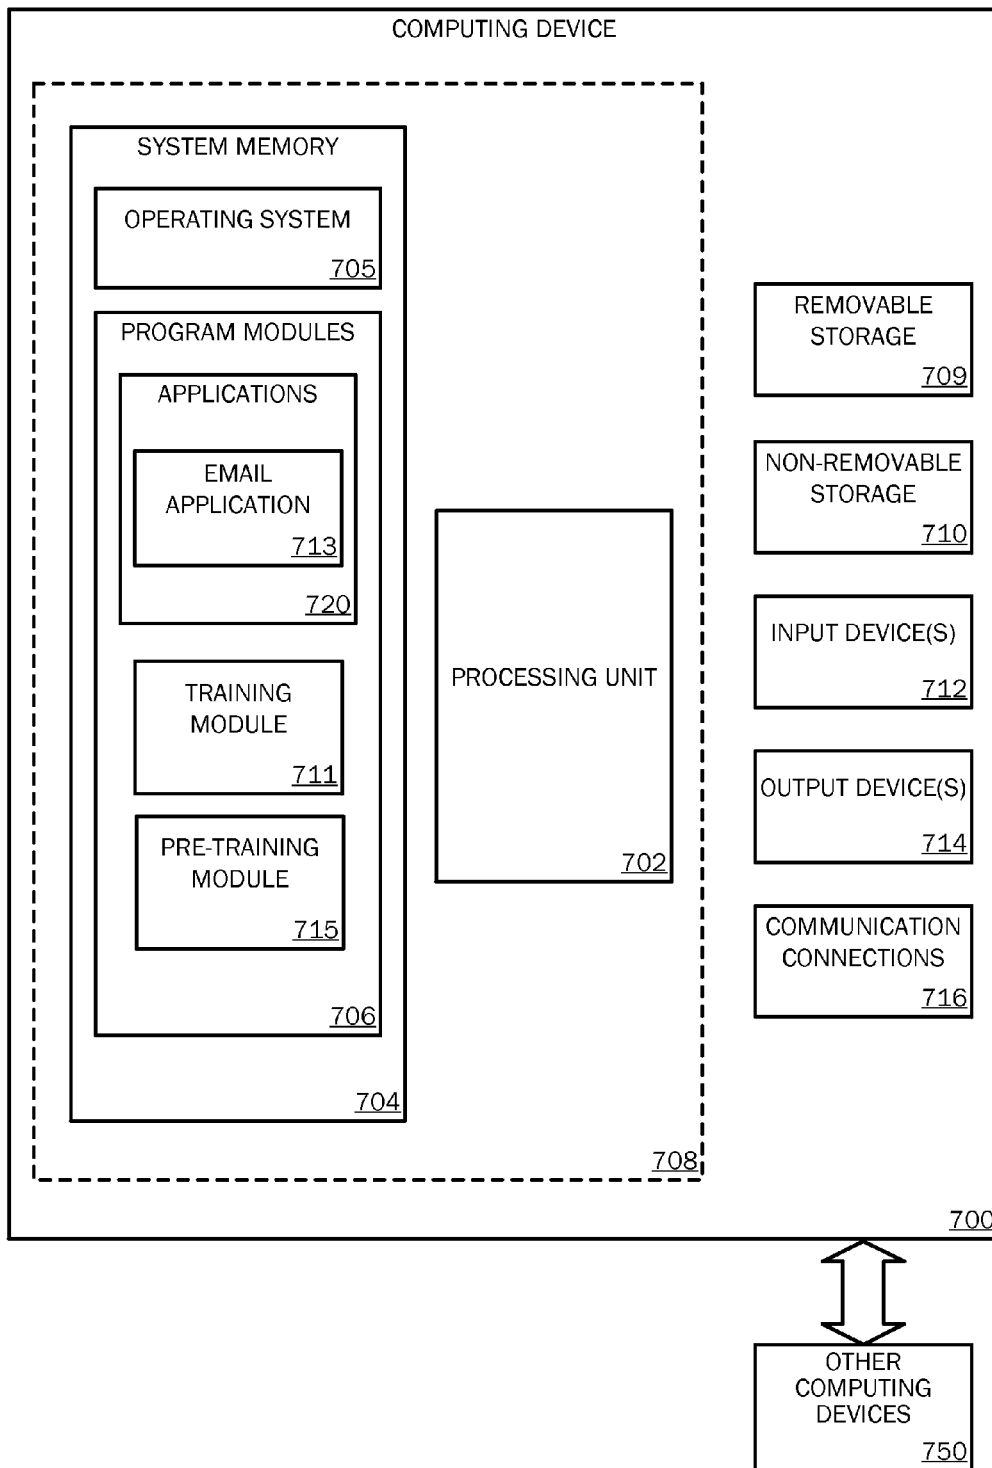 COMPUTING DEVICE
SYSTEM MEMORY
OPERATING SYSTEM
705
PROGRAM MODULES
APPLICATIONS
EMAIL
APPLICATION
713
720
TRAINING
MODULE
711
PRE-TRAINING
MODULE
715
706
704
PROCESSING UNIT
702
708
REMOVABLE
STORAGE
709
NON-REMOVABLE
STORAGE
710
INPUT DEVICE(S)
712
OUTPUT DEVICE(S)
714
COMMUNICATION
CONNECTIONS
716
700
OTHER
COMPUTING
DEVICES
750